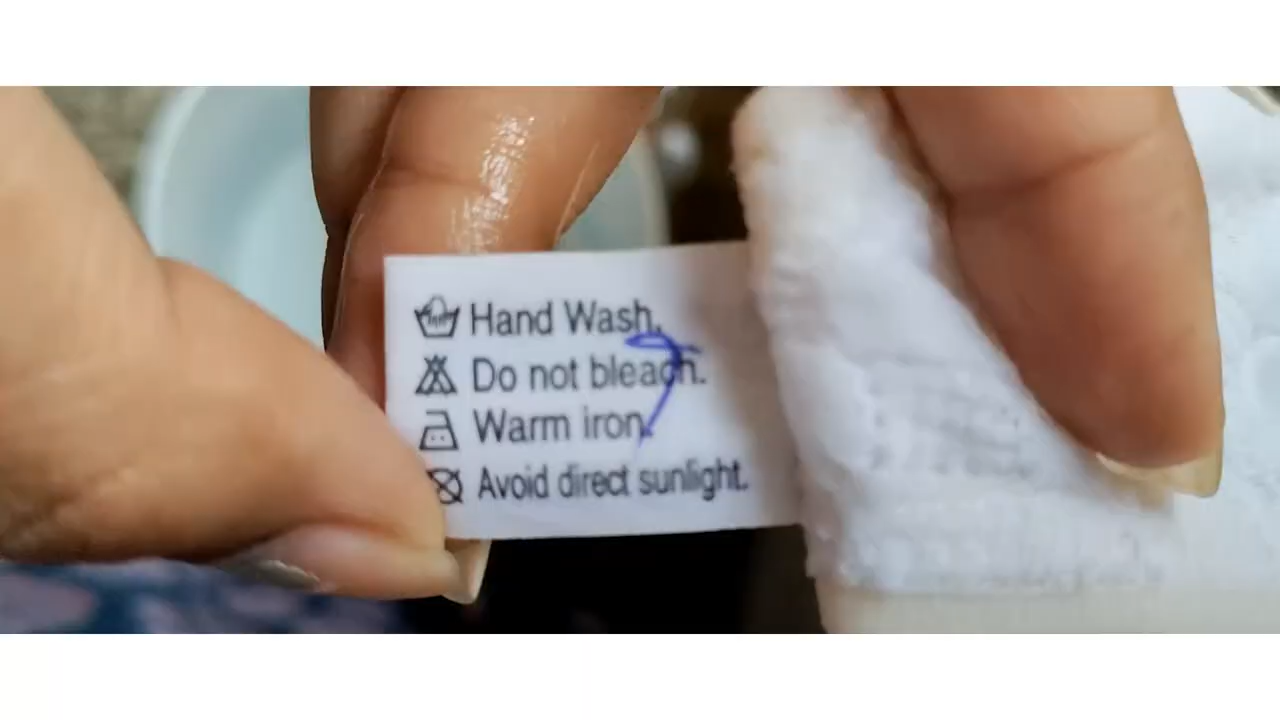 Hand Wash.
Do not bleach.
Warm iron.
Avoid direct sunlight.